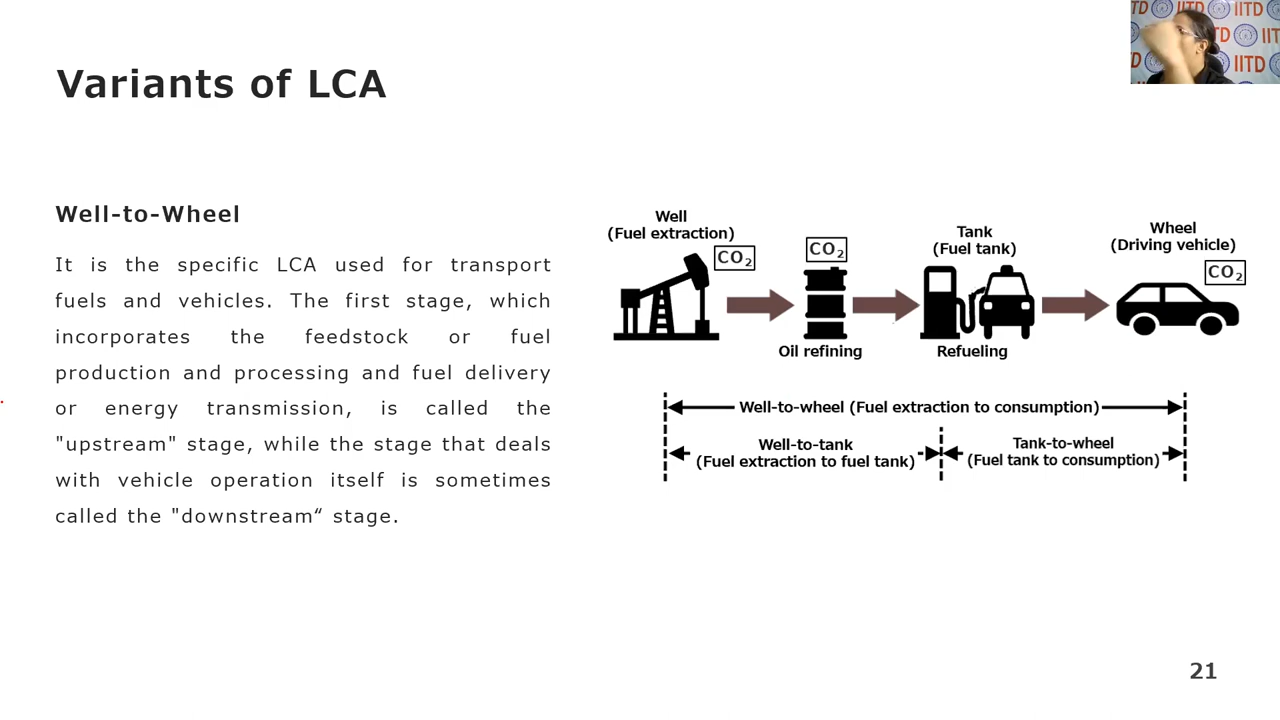 Variants of LCA
IITD
IITD
Well-to-Wheel
It is the specific LCA used for transport
fuels and vehicles. The first stage, which
incorporates the feedstock or fuel
production and processing and fuel delivery
or energy transmission, is called the
"upstream" stage, while the stage that deals
with vehicle operation itself is sometimes
called the "downstream“ stage.
Well
(Fuel extraction)
CO₂
CO₂
Oil refining
Tank
(Fuel tank)
Refueling
Wheel
(Driving vehicle)
CO₂
Well-to-wheel (Fuel extraction to consumption)
Well-to-tank
(Fuel extraction to fuel tank)
Tank-to-wheel
(Fuel tank to consumption)
21